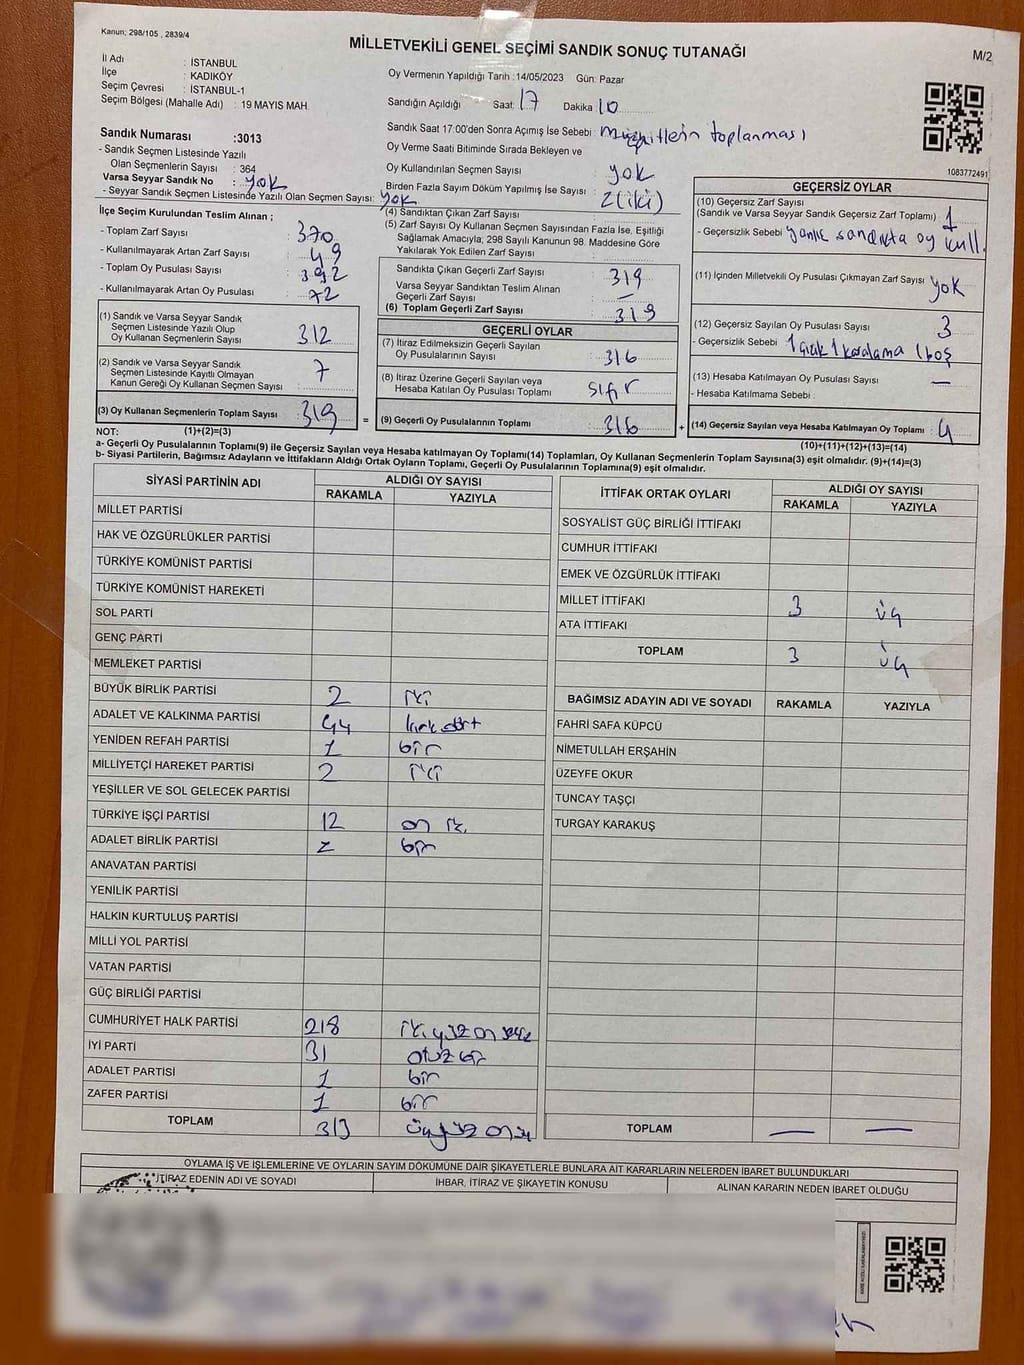 Kanun; 298/105 , 2839/4
MİLLETVEKİLİ GENEL SEÇİMİ SANDIK SONUÇ TUTANAĞI
M/2
İl Adı : İSTANBUL
İlçe : KADIKÖY
Seçim Çevresi : İSTANBUL-1
Seçim Bölgesi (Mahalle Adı) : 19 MAYIS MAH.
Oy Vermenin Yapıldığı Tarih :14/05/2023 Gün: Pazar
Sandığın Açıldığı Saat: 17 Dakika 10
Sandık Saat 17.00'den Sonra Açımış İse Sebebi : müşahitlerin toplanması
Oy Verme Saati Bitiminde Sırada Bekleyen ve
Oy Kullandırılan Seçmen Sayısı : yok
Birden Fazla Sayım Döküm Yapılmış İse Sayısı : 2(iki)
1083772491
Sandık Numarası :3013
- Sandık Seçmen Listesinde Yazılı
Olan Seçmenlerin Sayısı : 364
Varsa Seyyar Sandık No : yok
- Seyyar Sandık Seçmen Listesinde Yazılı Olan Seçmen Sayısı: yok
İlçe Seçim Kurulundan Teslim Alınan ;
- Toplam Zarf Sayısı : 370
- Kullanılmayarak Artan Zarf Sayısı : 49
- Toplam Oy Pusulası Sayısı : 392
- Kullanılmayarak Artan Oy Pusulası : 72
(1) Sandık ve Varsa Seyyar Sandık
Seçmen Listesinde Yazılı Olup
Oy Kullanan Seçmenlerin Sayısı : 312
(2) Sandık ve Varsa Seyyar Sandık
Seçmen Listesinde Kayıtlı Olmayan
Kanun Gereği Oy Kullanan Seçmen Sayısı : 7
(3) Oy Kullanan Seçmenlerin Toplam Sayısı : 319 =
(4) Sandıktan Çıkan Zarf Sayısı :
(5) Zarf Sayısı Oy Kullanan Seçmen Sayısından Fazla İse, Eşitliği
Sağlamak Amacıyla; 298 Sayılı Kanunun 98. Maddesine Göre
Yakılarak Yok Edilen Zarf Sayısı :
Sandıkta Çıkan Geçerli Zarf Sayısı : 319
Varsa Seyyar Sandıktan Teslim Alınan
Geçerli Zarf Sayısı : —
(6) Toplam Geçerli Zarf Sayısı : 319
GEÇERLİ OYLAR
(7) İtiraz Edilmeksizin Geçerli Sayılan
Oy Pusulalarının Sayısı : 316
(8) İtiraz Üzerine Geçerli Sayılan veya
Hesaba Katılan Oy Pusulası Toplamı : sıfır
(9) Geçerli Oy Pusulalarının Toplamı : 316 +
GEÇERSİZ OYLAR
(10) Geçersiz Zarf Sayısı
(Sandık ve Varsa Seyyar Sandık Geçersiz Zarf Toplamı) : 1
- Geçersizlik Sebebi : yanlış sandıkta oy kull.
(11) İçinden Milletvekili Oy Pusulası Çıkmayan Zarf Sayısı : yok
(12) Geçersiz Sayılan Oy Pusulası Sayısı : 3
- Geçersizlik Sebebi : 1 çizik 1 karalama 1 boş
(13) Hesaba Katılmayan Oy Pusulası Sayısı : —
- Hesaba Katılmama Sebebi :
(14) Geçersiz Sayılan veya Hesaba Katılmayan Oy Toplamı : 4
NOT: (1)+(2)=(3)
(10)+(11)+(12)+(13)=(14)
a- Geçerli Oy Pusulalarının Toplamı(9) ile Geçersiz Sayılan veya Hesaba katılmayan Oy Toplamı(14) Toplamları, Oy Kullanan Seçmenlerin Toplam Sayısına(3) eşit olmalıdır. (9)+(14)=(3)
b- Siyasi Partilerin, Bağımsız Adayların ve İttifakların Aldığı Ortak Oyların Toplamı, Geçerli Oy Pusulalarının Toplamına(9) eşit olmalıdır.
SİYASİ PARTİNİN ADI ALDIĞI OY SAYISI
RAKAMLA YAZIYLA
MİLLET PARTİSİ
HAK VE ÖZGÜRLÜKLER PARTİSİ
TÜRKİYE KOMÜNİST PARTİSİ
TÜRKİYE KOMÜNİST HAREKETİ
SOL PARTİ
GENÇ PARTİ
MEMLEKET PARTİSİ
BÜYÜK BİRLİK PARTİSİ 2 iki
ADALET VE KALKINMA PARTİSİ 44 kırk dört
YENİDEN REFAH PARTİSİ 1 bir
MİLLİYETÇİ HAREKET PARTİSİ 2 iki
YEŞİLLER VE SOL GELECEK PARTİSİ
TÜRKİYE İŞÇİ PARTİSİ 12 on iki
ADALET BİRLİK PARTİSİ bir
ANAVATAN PARTİSİ
YENİLİK PARTİSİ
HALKIN KURTULUŞ PARTİSİ
MİLLİ YOL PARTİSİ
VATAN PARTİSİ
GÜÇ BİRLİĞİ PARTİSİ
CUMHURİYET HALK PARTİSİ 218 iki yüz on sekiz
İYİ PARTİ 31 otuz bir
ADALET PARTİSİ 1 bir
ZAFER PARTİSİ 1 bir
TOPLAM 313 üçyüz onüç
İTTİFAK ORTAK OYLARI ALDIĞI OY SAYISI
RAKAMLA YAZIYLA
SOSYALİST GÜÇ BİRLİĞİ İTTİFAKI
CUMHUR İTTİFAKI
EMEK VE ÖZGÜRLÜK İTTİFAKI
MİLLET İTTİFAKI 3 üç
ATA İTTİFAKI
TOPLAM 3 üç
BAĞIMSIZ ADAYIN ADI VE SOYADI RAKAMLA YAZIYLA
FAHRİ SAFA KÜPCÜ
NİMETULLAH ERŞAHİN
ÜZEYFE OKUR
TUNCAY TAŞÇI
TURGAY KARAKUŞ
TOPLAM — —
OYLAMA İŞ VE İŞLEMLERİNE VE OYLARIN SAYIM DÖKÜMÜNE DAİR ŞİKAYETLERLE BUNLARA AİT KARARLARIN NELERDEN İBARET BULUNDUKLARI
İTİRAZ EDENİN ADI VE SOYADI İHBAR, İTİRAZ VE ŞİKAYETİN KONUSU ALINAN KARARIN NEDEN İBARET OLDUĞU